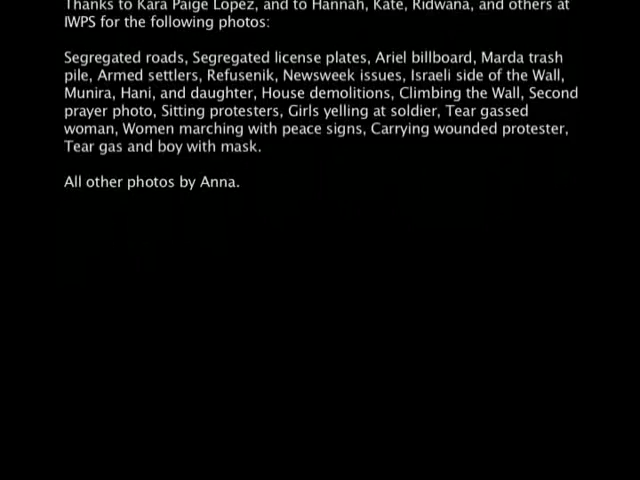 Thanks to Kara Paige Lopez, and to Hannah, Kate, Ridwana, and others at
IWPS for the following photos:
Segregated roads, Segregated license plates, Ariel billboard, Marda trash
pile, Armed settlers, Refusenik, Newsweek issues, Israeli side of the Wall,
Munira, Hani, and daughter, House demolitions, Climbing the Wall, Second
prayer photo, Sitting protesters, Girls yelling at soldier, Tear gassed
woman, Women marching with peace signs, Carrying wounded protester,
Tear gas and boy with mask.
All other photos by Anna.